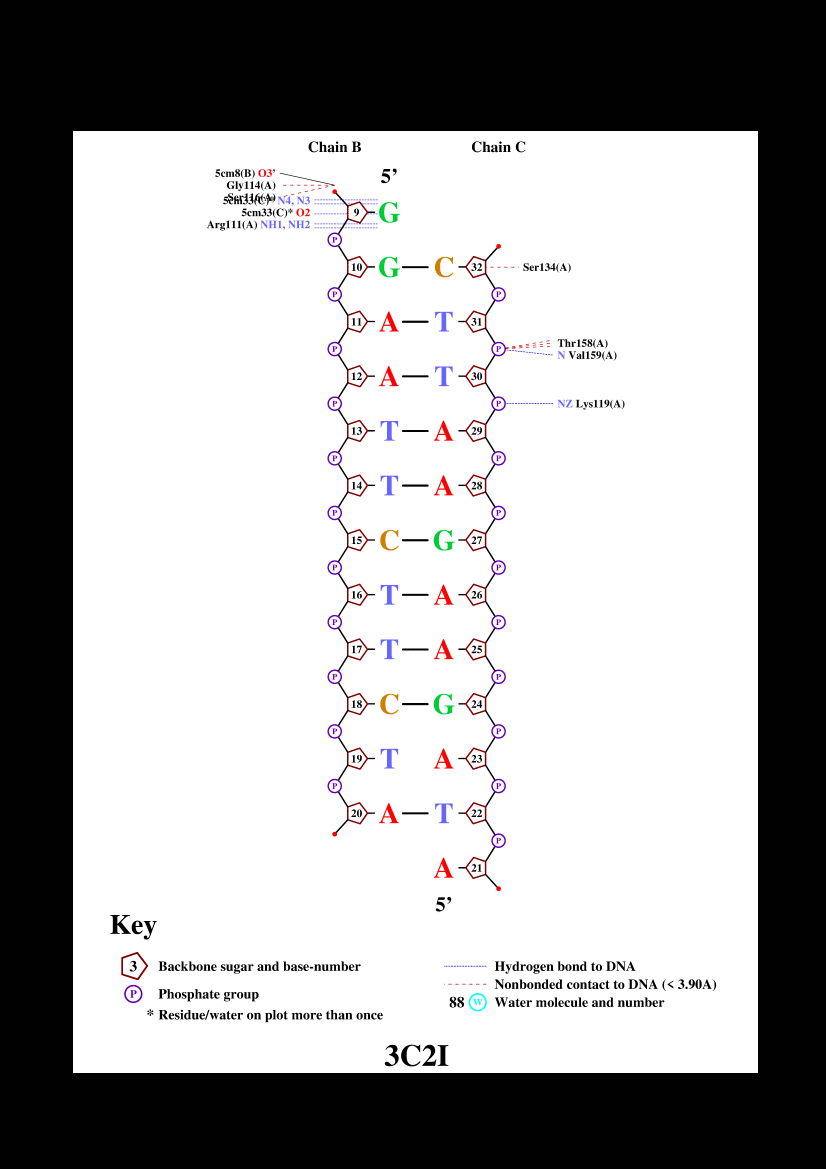 Chain B Chain C
5’
5cm8(B) O3’
Gly114(A)
Ser116(A)
5cm33(C)* N4, N3
5cm33(C)* O2
Arg111(A) NH1, NH2
9 G
P
10 G C 32 Ser134(A)
P P
11 A T 31
P P Thr158(A)
N Val159(A)
12 A T 30
P P NZ Lys119(A)
13 T A 29
P P
14 T A 28
P P
15 C G 27
P P
16 T A 26
P P
17 T A 25
P P
18 C G 24
P P
19 T A 23
P P
20 A T 22
P
A 21
5’
Key
3 Backbone sugar and base-number
P Phosphate group
* Residue/water on plot more than once
Hydrogen bond to DNA
Nonbonded contact to DNA (< 3.90A)
88 W Water molecule and number
3C2I